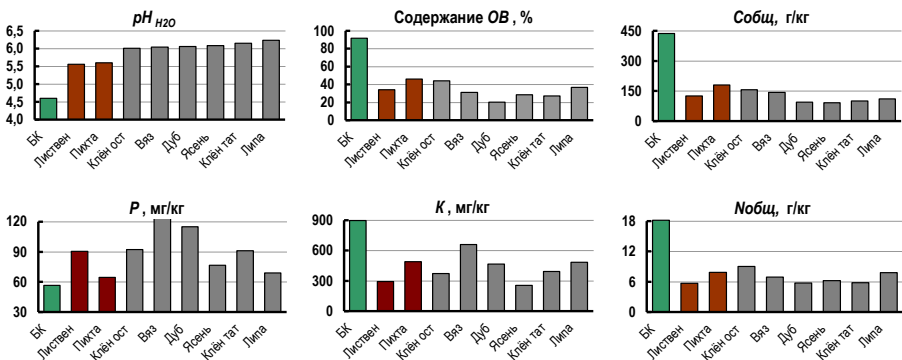 pH H2O
6,5
6,0
5,5
5,0
4,5
4,0
БК
Листвен
Пихта
Клён ост
Вяз
Дуб
Ясень
Клён тат
Липа
Содержание ОВ , %
100
80
60
40
20
0
БК
Листвен
Пихта
Клён ост
Вяз
Дуб
Ясень
Клён тат
Липа
Собщ, г/кг
450
300
150
0
БК
Листвен
Пихта
Клён ост
Вяз
Дуб
Ясень
Клён тат
Липа
P , мг/кг
120
90
60
30
БК
Листвен
Пихта
Клён ост
Вяз
Дуб
Ясень
Клён тат
Липа
К , мг/кг
900
600
300
0
БК
Листвен
Пихта
Клён ост
Вяз
Дуб
Ясень
Клён тат
Липа
Nобщ, г/кг
18
12
6
0
БК
Листвен
Пихта
Клён ост
Вяз
Дуб
Ясень
Клён тат
Липа